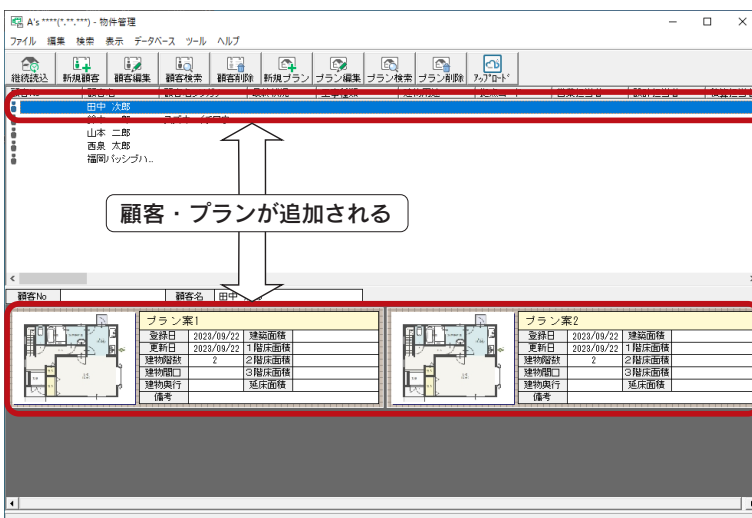 A's ****(*.**.***) - 物件管理
ファイル 編集 検索 表示 データベース ツール ヘルプ
継続読込 新規顧客 顧客編集 顧客検索 顧客削除 新規プラン プラン編集 プラン検索 プラン削除 アップロード
田中 次郎
山本 二郎
西泉 太郎
福岡パッシブハ...
顧客・プランが追加される
顧客No 顧客名 田中
プラン案1
登録日 2023/09/22 建築面積
更新日 2023/09/22 1階床面積
建物階数 2 2階床面積
建物間口 3階床面積
建物奥行 延床面積
備考
プラン案2
登録日 2023/09/22 建築面積
更新日 2023/09/22 1階床面積
建物階数 2 2階床面積
建物間口 3階床面積
建物奥行 延床面積
備考